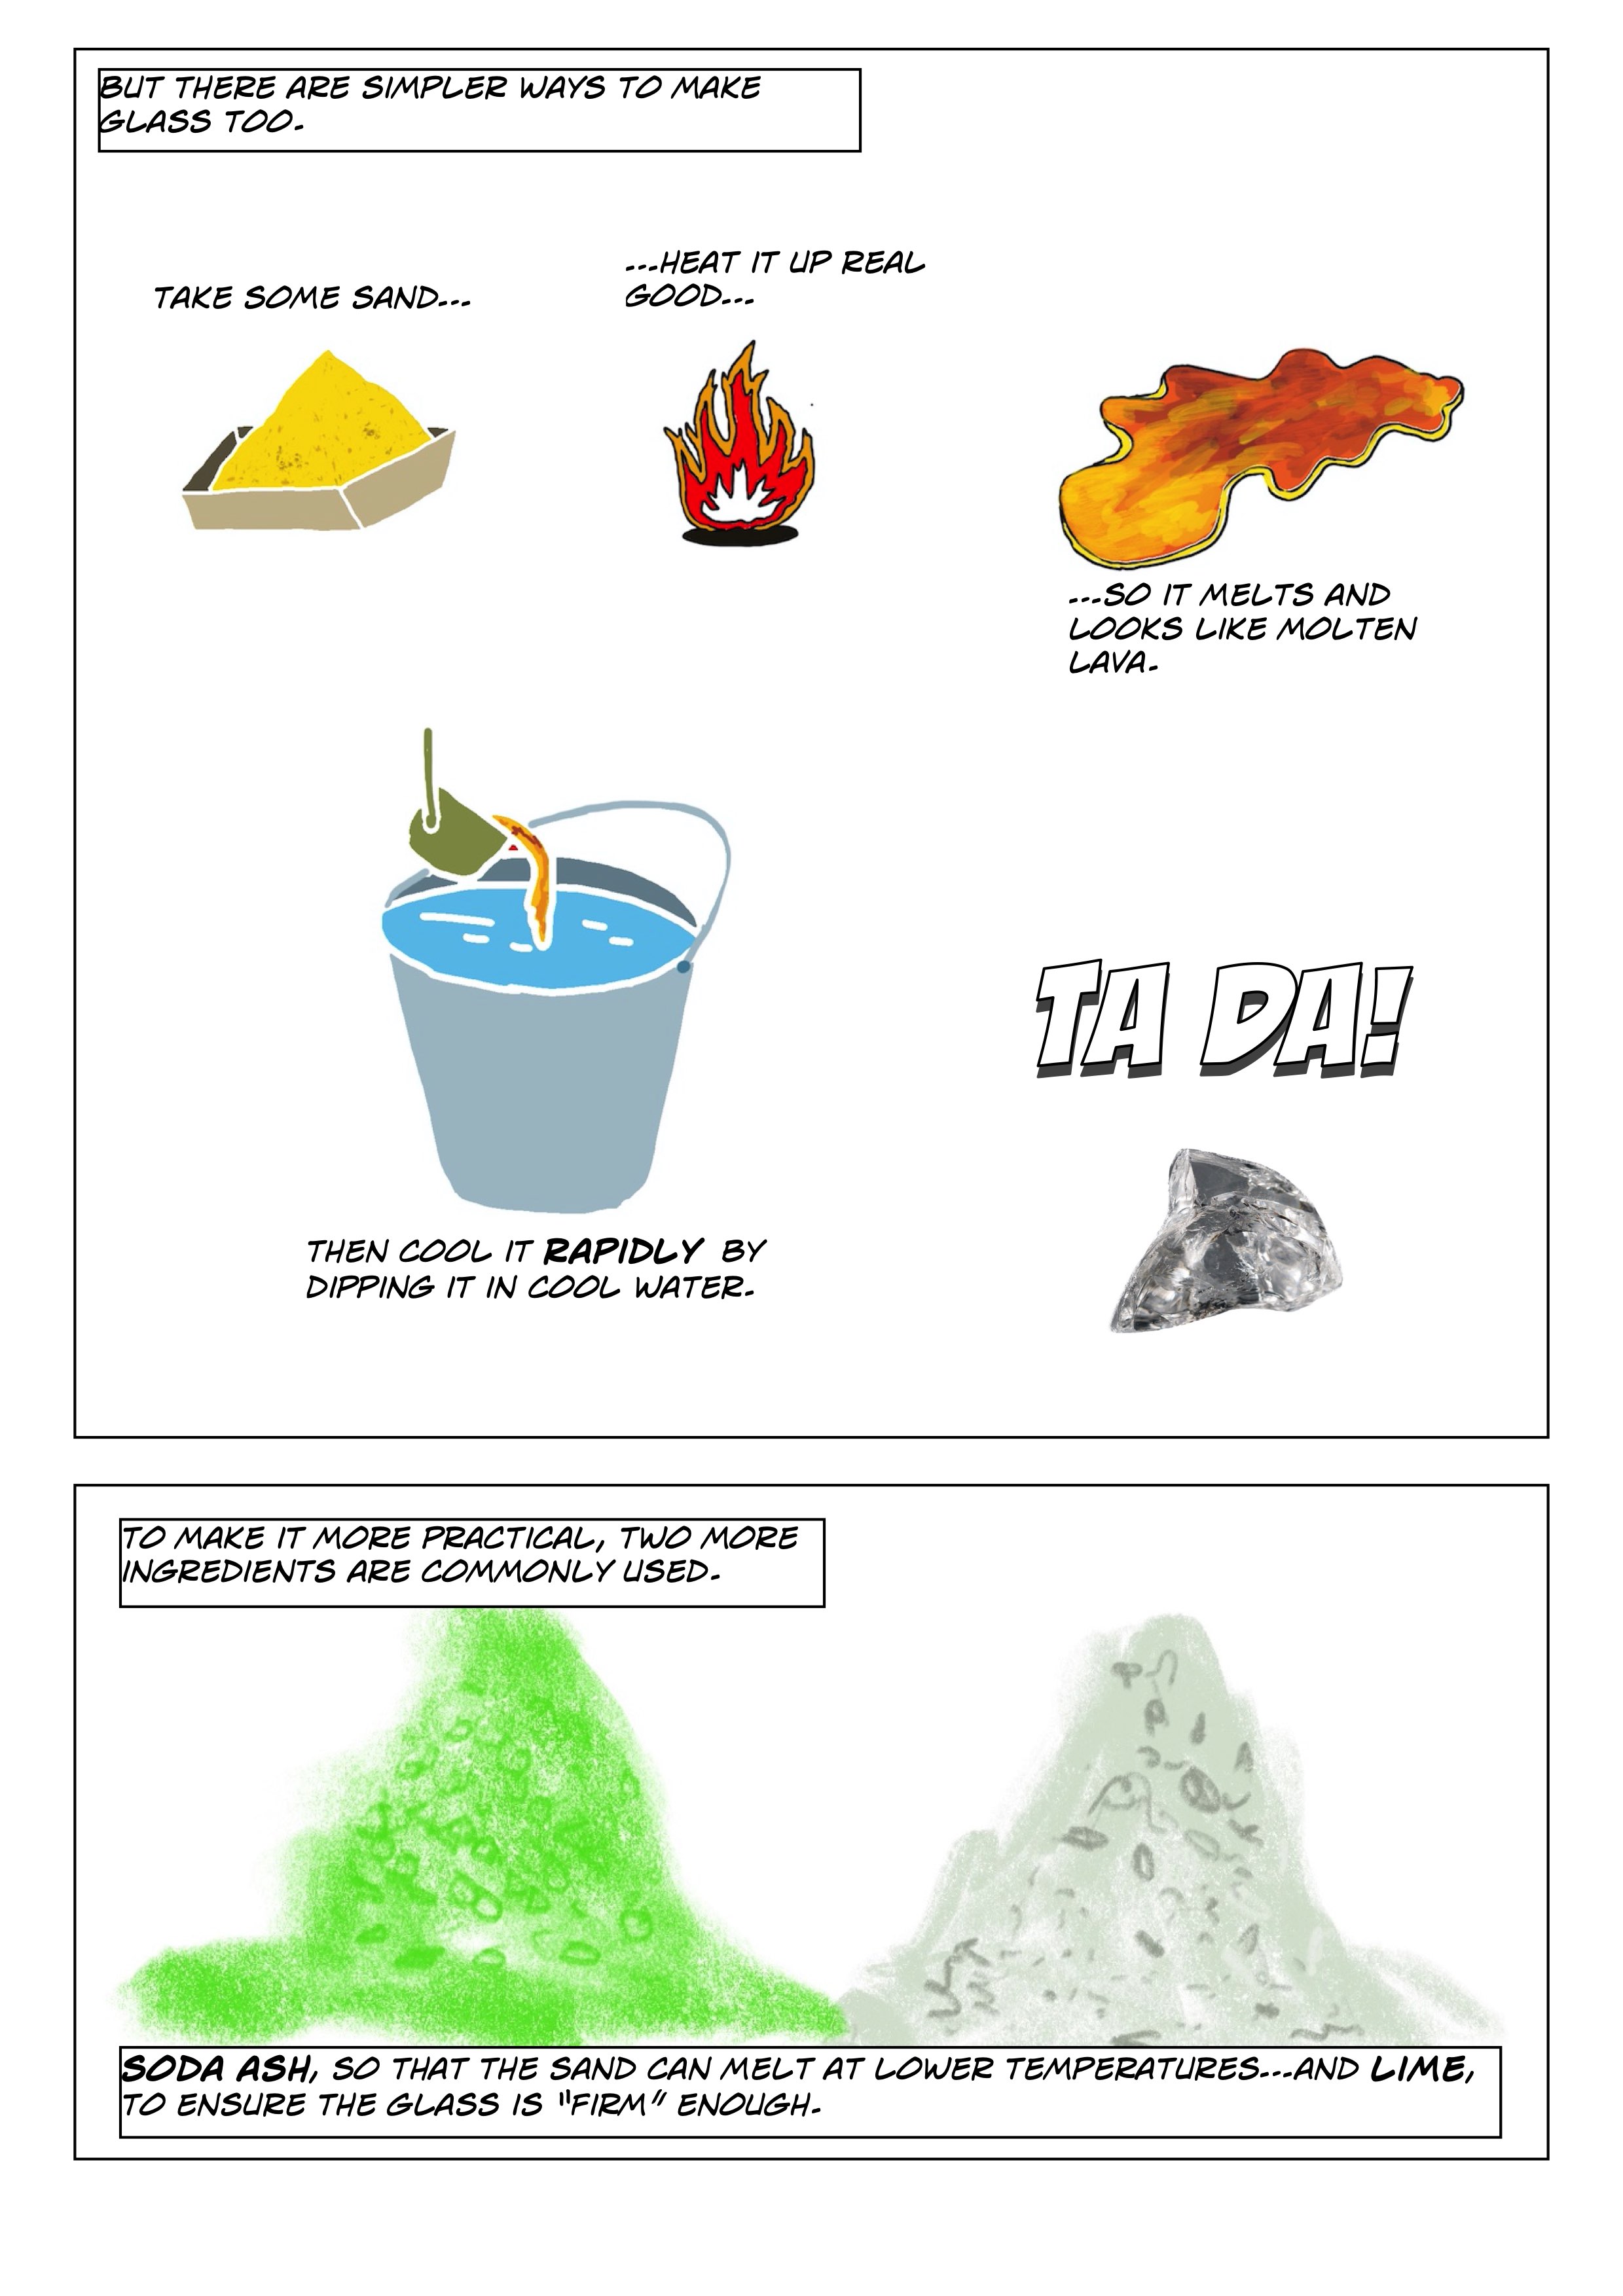 BUT THERE ARE SIMPLER WAYS TO MAKE
GLASS TOO.
TAKE SOME SAND...
...HEAT IT UP REAL
GOOD...
...SO IT MELTS AND
LOOKS LIKE MOLTEN
LAVA.
THEN COOL IT RAPIDLY BY
DIPPING IT IN COOL WATER.
TA DA!
TO MAKE IT MORE PRACTICAL, TWO MORE
INGREDIENTS ARE COMMONLY USED.
SODA ASH, SO THAT THE SAND CAN MELT AT LOWER TEMPERATURES...AND LIME,
TO ENSURE THE GLASS IS "FIRM" ENOUGH.